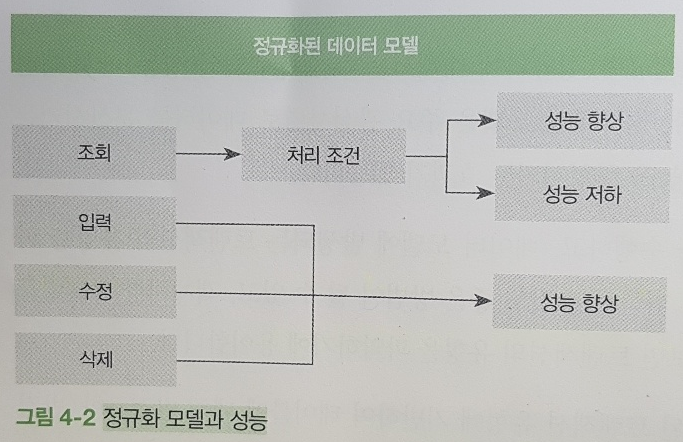 정규화된 데이터 모델
조회
처리 조건
성능 향상
성능 저하
입력
수정
삭제
성능 향상
그림 4-2 정규화 모델과 성능